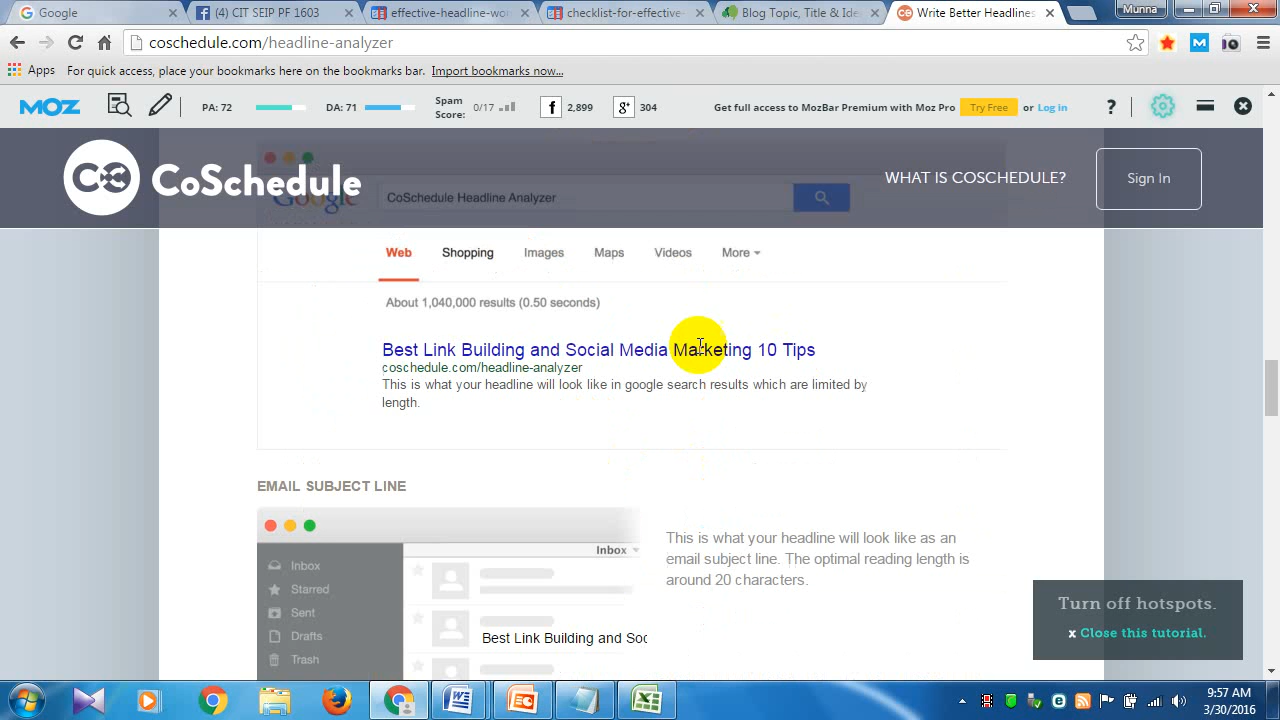 Google
(4) CIT SEIP PF 1603
effective-headline-wor
checklist-for-effective-
Blog Topic, Title & Ide
Write Better Headlines
Munna
coschedule.com/headline-analyzer
Apps
For quick access, place your bookmarks here on the bookmarks bar. Import bookmarks now...
MOZ
PA: 72
DA: 71
Spam Score:
0/17
2,899
304
Get full access to MozBar Premium with Moz Pro
Try Free
or Log in
?
CoSchedule
WHAT IS COSCHEDULE?
Sign In
Google
CoSchedule Headline Analyzer
Web
Shopping
Images
Maps
Videos
More
About 1,040,000 results (0.50 seconds)
Best Link Building and Social Media Marketing 10 Tips
coschedule.com/headline-analyzer
This is what your headline will look like in google search results which are limited by
length.
EMAIL SUBJECT LINE
Inbox
Inbox
Starred
Sent
Drafts
Trash
Best Link Building and Soc
This is what your headline will look like as an
email subject line. The optimal reading length is
around 20 characters.
Turn off hotspots.
x Close this tutorial.
9:57 AM
3/30/2016